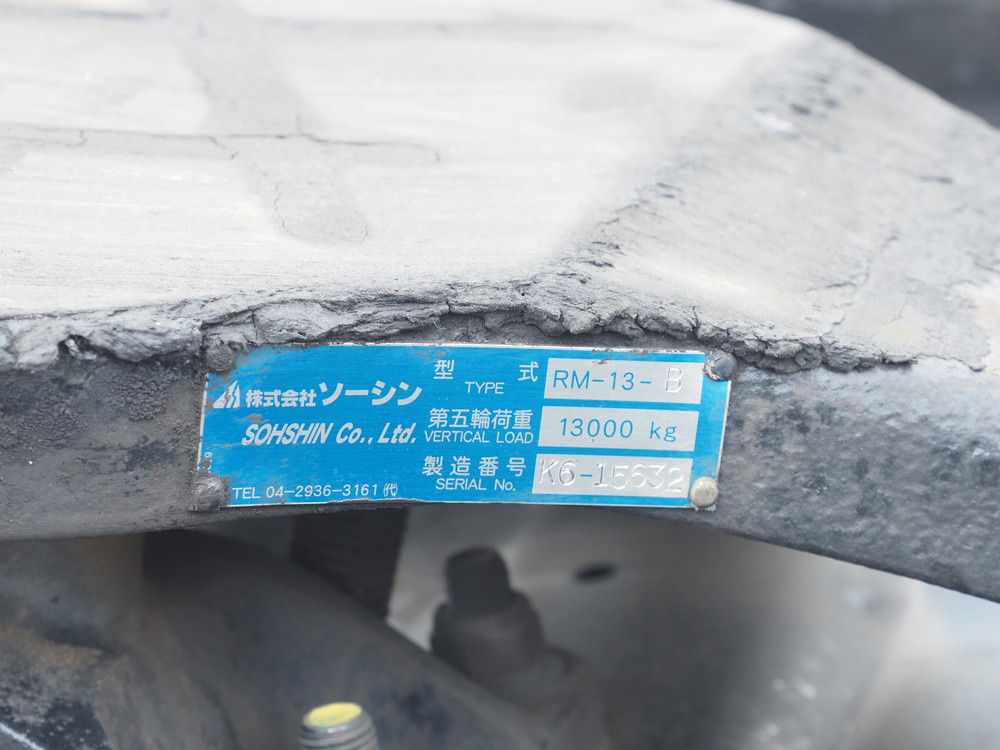 株式会社ソーシン
SOHSHIN Co., Ltd.
TEL 04-2936-3161 ㈹
型式 RM-13-B
TYPE
第五輪荷重 13000 kg
VERTICAL LOAD
製造番号 K6-15632
SERIAL No.